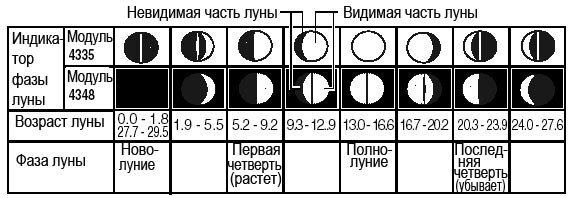 Невидимая часть луны Видимая часть луны
Индика-
тор
фазы
луны
Модуль
4335
Модуль
4348
Возраст луны 0.0 - 1.8 1.9 - 5.5 5.2 - 9.2 9.3 - 12.9 13.0 - 16.6 16.7 - 20.2 20.3 - 23.9 24.0 - 27.6
27.7 - 29.5
Фаза луны Ново- Первая Полно- Послед-
луние четверть луние няя
(растет) четверть
(убывает)